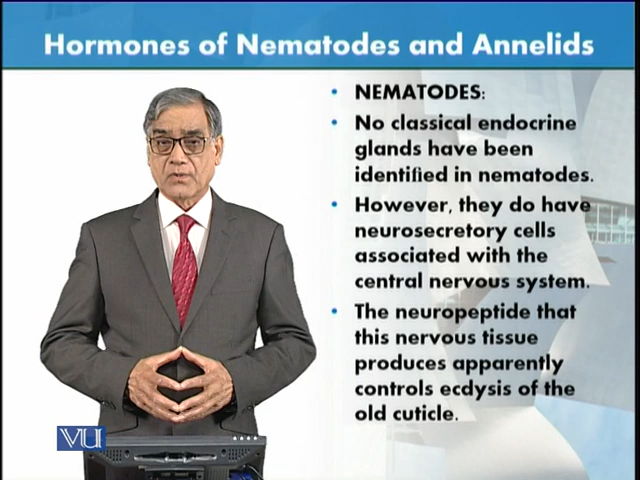 Hormones of Nematodes and Annelids
• NEMATODES:
• No classical endocrine
glands have been
identified in nematodes.
• However, they do have
neurosecretory cells
associated with the
central nervous system.
• The neuropeptide that
this nervous tissue
produces apparently
controls ecdysis of the
old cuticle.
VU